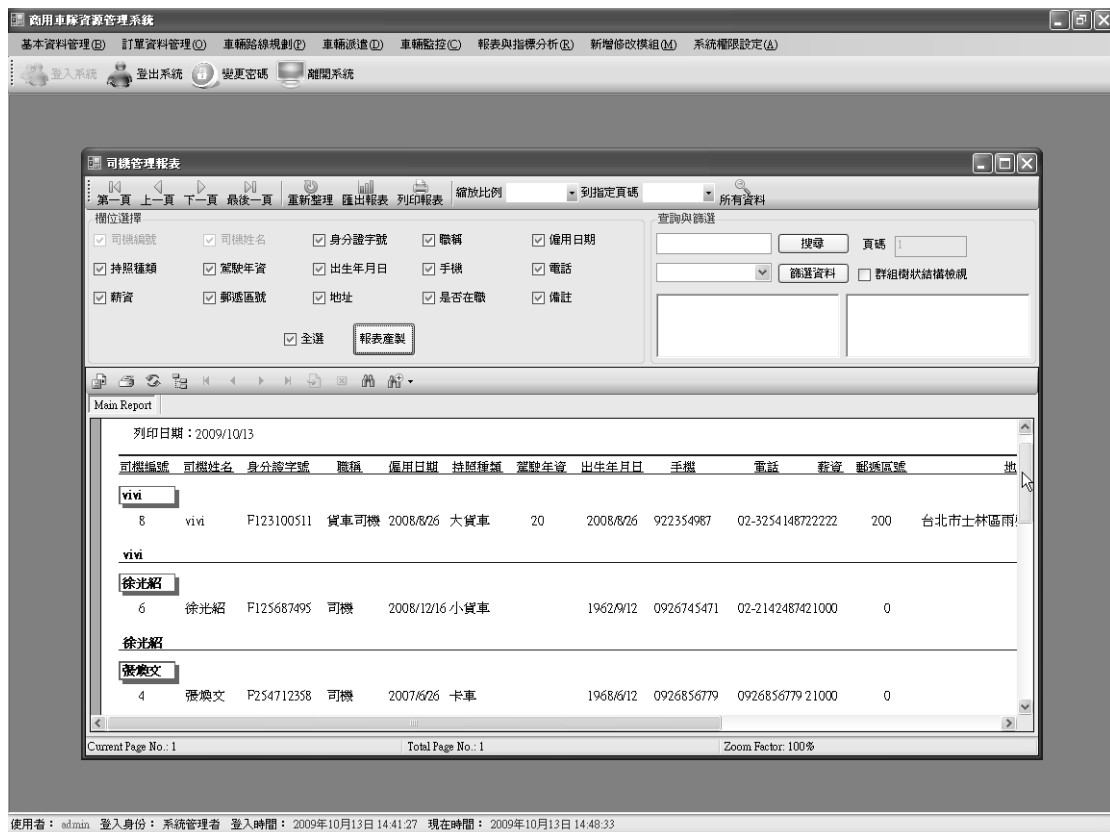 商用車隊資源管理系統
基本資料管理(B) 訂單資料管理(O) 車輛路線規劃(P) 車輛派遣(D) 車輛監控(C) 報表與指標分析(R) 新增修改模組(M) 系統權限設定(A)
登入系統 登出系統 變更密碼 離開系統
司機管理報表
第一頁 上一頁 下一頁 最後一頁 重新整理 匯出報表 列印報表 縮放比例 到指定頁碼 所有資料
欄位選擇 查詢與篩選
司機編號 司機姓名 身分證字號 職稱 僱用日期 搜尋 頁碼 1
持照種類 駕駛年資 出生年月日 手機 電話 篩選資料 群組樹狀結構檢視
薪資 郵遞區號 地址 是否在職 備註
全選 報表產製
Main Report
列印日期：2009/10/13
司機編號 司機姓名 身分證字號 職稱 僱用日期 持照種類 駕駛年資 出生年月日 手機 電話 薪資 郵遞區號 地
vivi
8 vivi F123100511 貨車司機 2008/8/26 大貨車 20 2008/8/26 922354987 02-3254148722222 200 台北市士林區雨
vivi
徐光紹
6 徐光紹 F125687495 司機 2008/12/16 小貨車 1962/9/12 0926745471 02-2142487421000 0
徐光紹
張煥文
4 張煥文 F254712358 司機 2007/6/26 卡車 1968/6/12 0926856779 0926856779 21000 0
Current Page No.: 1 Total Page No.: 1 Zoom Factor: 100%
使用者： admin 登入身份： 系統管理者 登入時間： 2009年10月13日 14:41:27 現在時間： 2009年10月13日 14:48:33